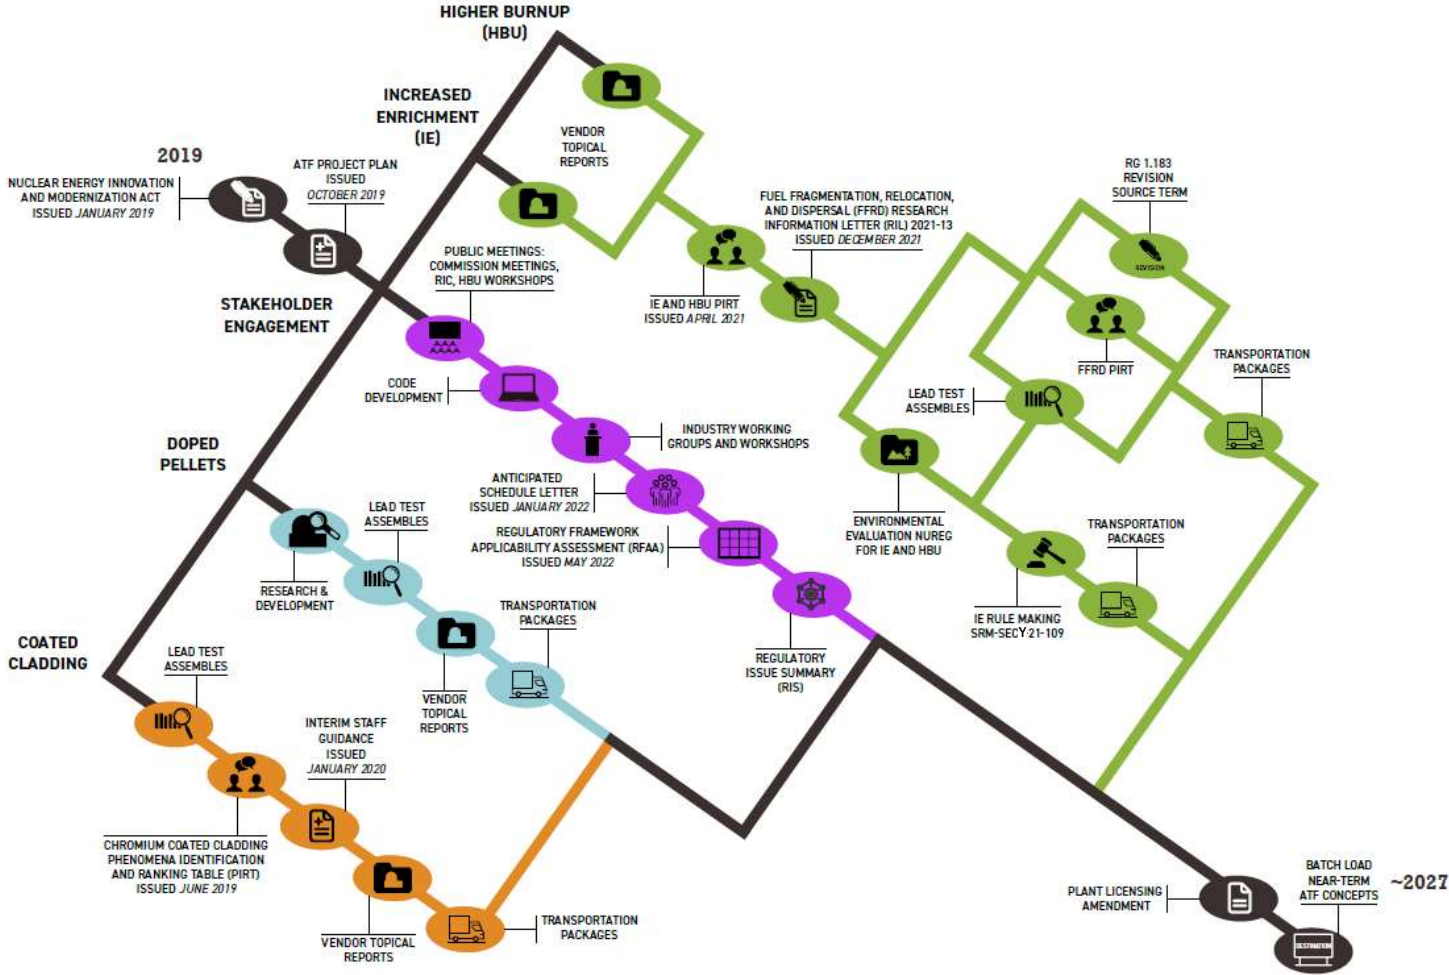 HIGHER BURNUP
(HBU)
INCREASED
ENRICHMENT
(IE)
VENDOR
TOPICAL
REPORTS
2019
NUCLEAR ENERGY INNOVATION
AND MODERNIZATION ACT
ISSUED JANUARY 2019
ATF PROJECT PLAN
ISSUED
OCTOBER 2019
STAKEHOLDER
ENGAGEMENT
PUBLIC MEETINGS:
COMMISSION MEETINGS,
RIC, HBU WORKSHOPS
CODE
DEVELOPMENT
INDUSTRY WORKING
GROUPS AND WORKSHOPS
ANTICIPATED
SCHEDULE LETTER
ISSUED JANUARY 2022
REGULATORY FRAMEWORK
APPLICABILITY ASSESSMENT (RFAA)
ISSUED MAY 2022
REGULATORY
ISSUE SUMMARY
(RIS)
IE AND HBU PIRT
ISSUED APRIL 2021
FUEL FRAGMENTATION, RELOCATION,
AND DISPERSAL (FFRD) RESEARCH
INFORMATION LETTER (RIL) 2021-13
ISSUED DECEMBER 2021
RG 1.183
REVISION
SOURCE TERM
REVISION
FFRD PIRT
LEAD TEST
ASSEMBLES
TRANSPORTATION
PACKAGES
ENVIRONMENTAL
EVALUATION NUREG
FOR IE AND HBU
IE RULE MAKING
SRM-SECY-21-109
TRANSPORTATION
PACKAGES
DOPED
PELLETS
RESEARCH &
DEVELOPMENT
LEAD TEST
ASSEMBLES
VENDOR
TOPICAL
REPORTS
TRANSPORTATION
PACKAGES
COATED
CLADDING
LEAD TEST
ASSEMBLES
CHROMIUM COATED CLADDING
PHENOMENA IDENTIFICATION
AND RANKING TABLE (PIRT)
ISSUED JUNE 2019
INTERIM STAFF
GUIDANCE
ISSUED
JANUARY 2020
VENDOR TOPICAL
REPORTS
TRANSPORTATION
PACKAGES
PLANT LICENSING
AMENDMENT
BATCH LOAD
NEAR-TERM
ATF CONCEPTS
~2027
DESTINATION